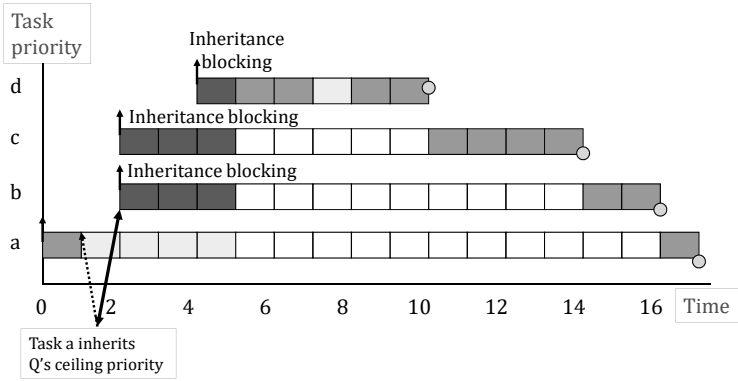 Task
priority
Inheritance
blocking
d
Inheritance blocking
c
Inheritance blocking
b
a
0 2 4 6 8 10 12 14 16 Time
Task a inherits
Q's ceiling priority